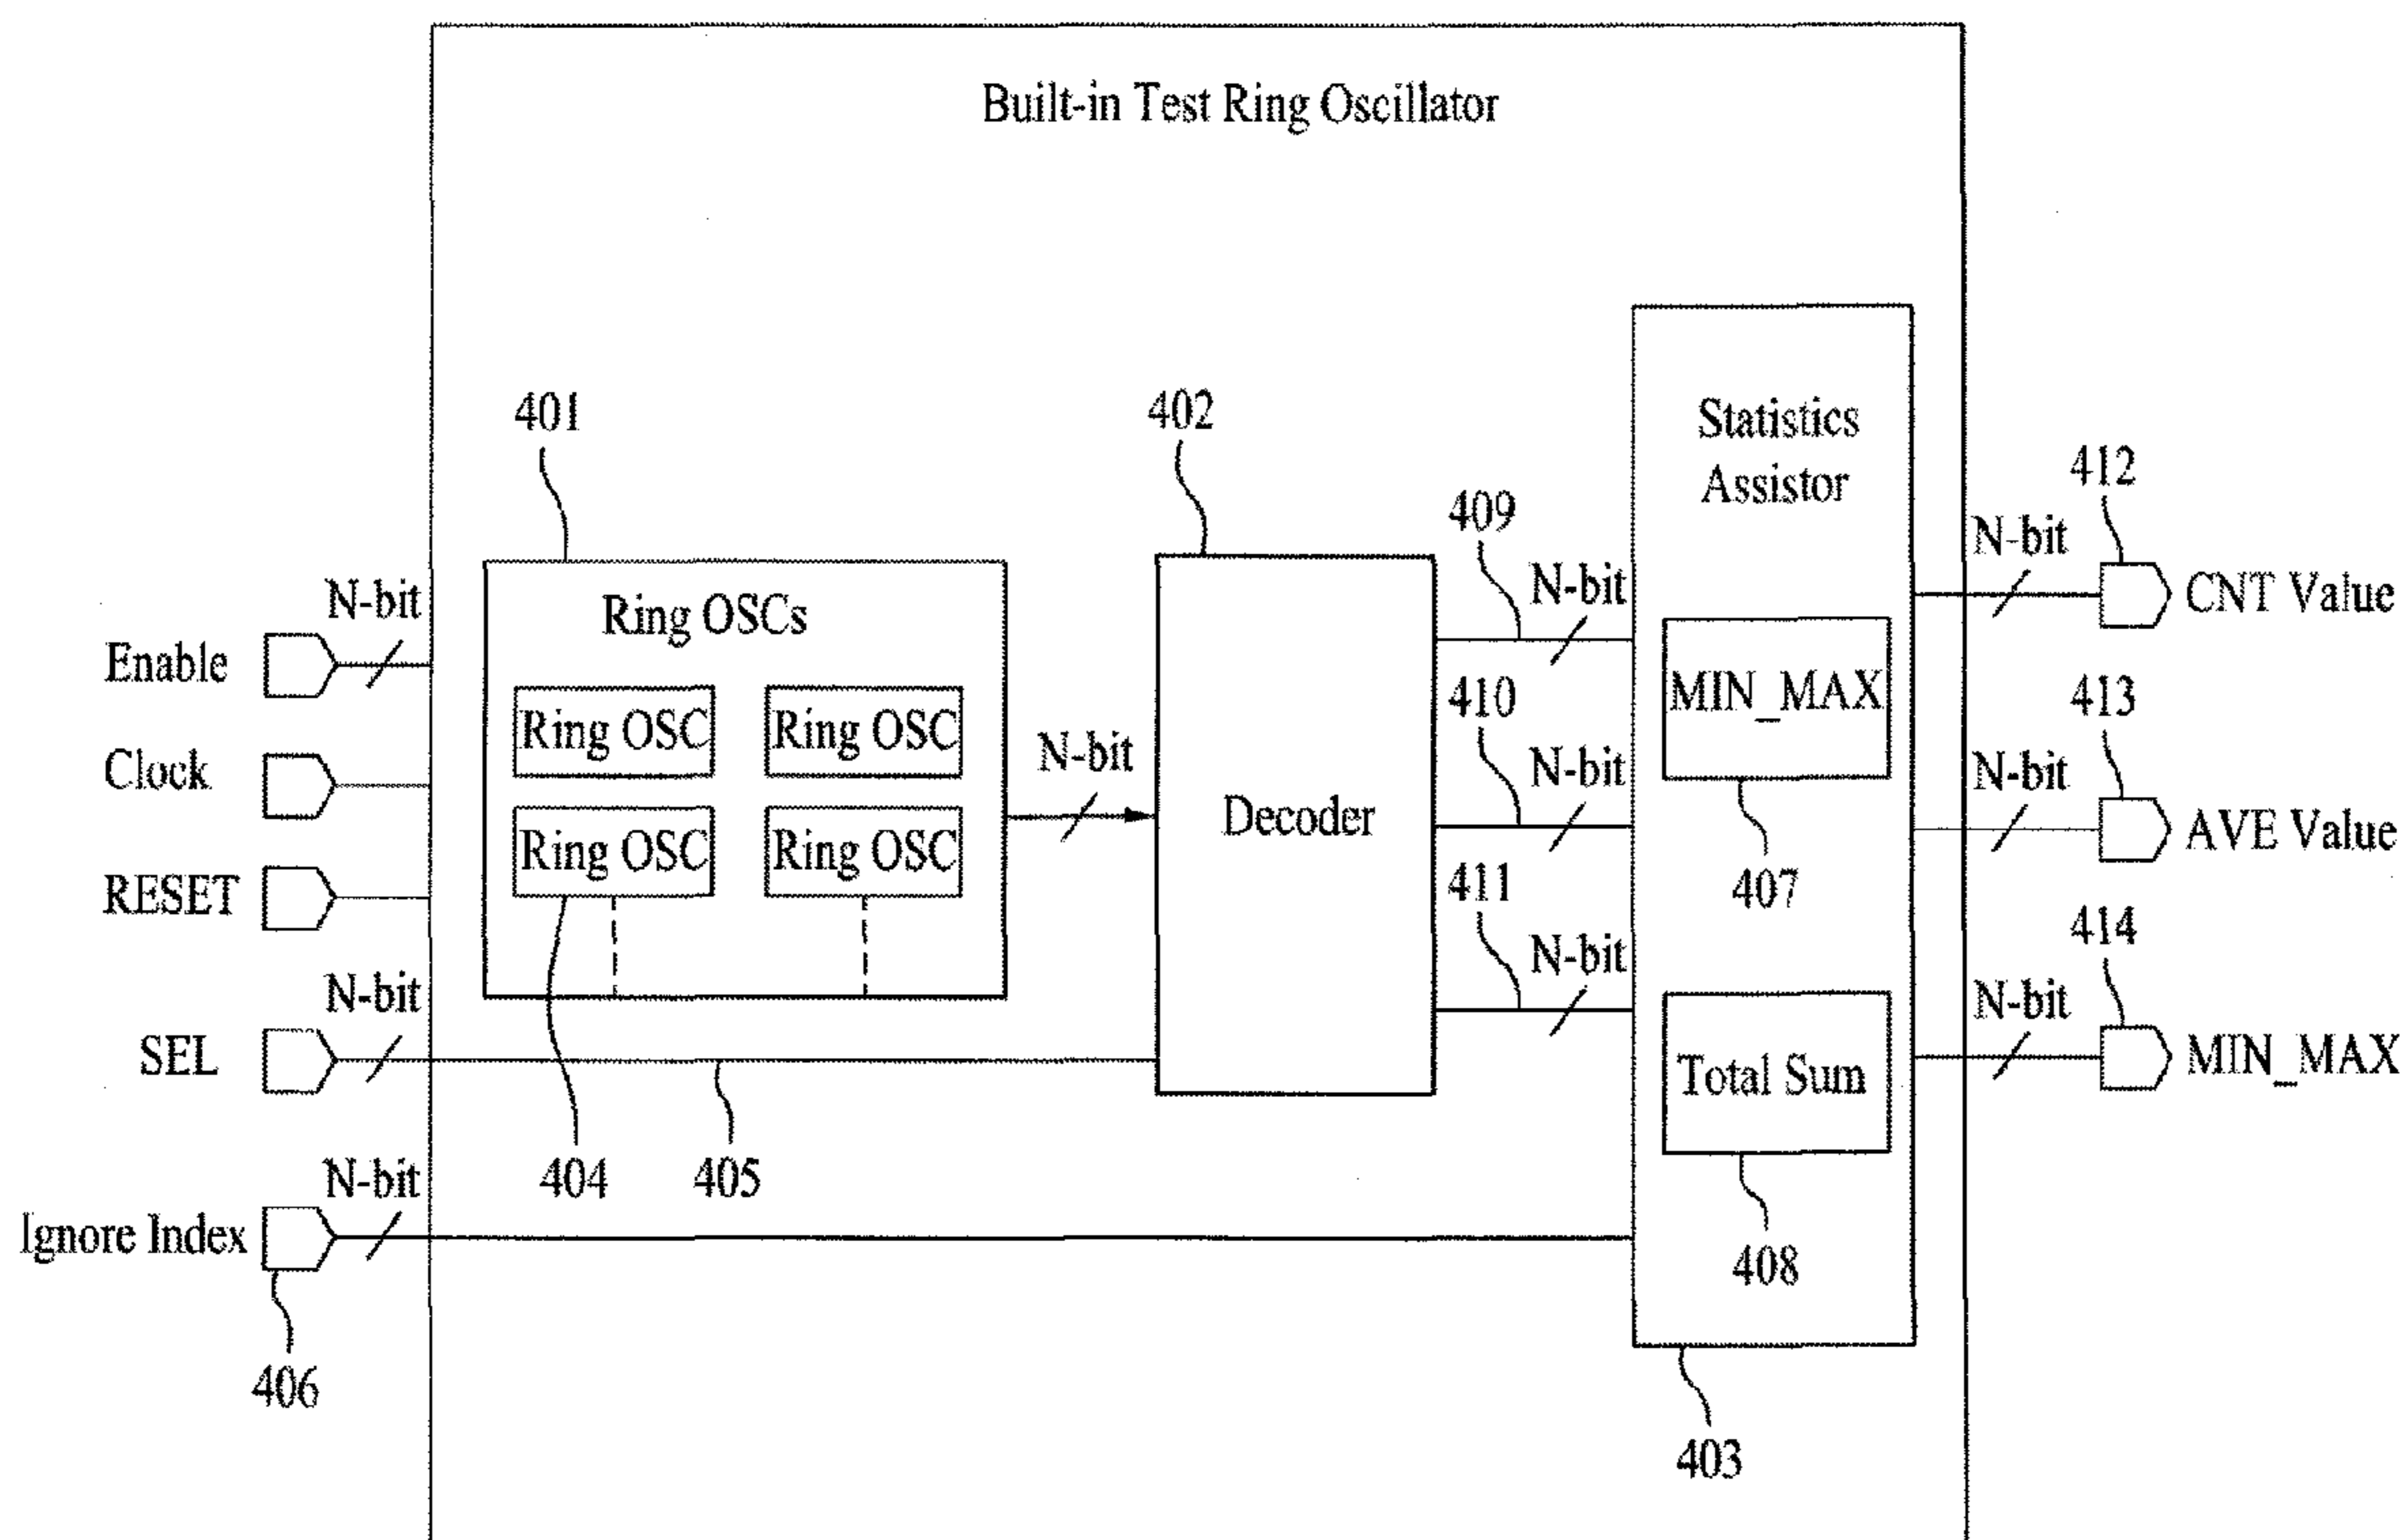 Built-in Test Ring Oscillator
401
402
Statistics
Assistor
412
409
N-bit
N-bit
CNT Value
N-bit
Ring OSCs
Enable
MIN_MAX
410
413
Ring OSC
Ring OSC
N-bit
N-bit
N-bit
Clock
Decoder
AVE Value
Ring OSC
Ring OSC
411
407
RESET
414
N-bit
N-bit
N-bit
SEL
Total Sum
MIN_MAX
404
405
N-bit
Ignore Index
408
406
403